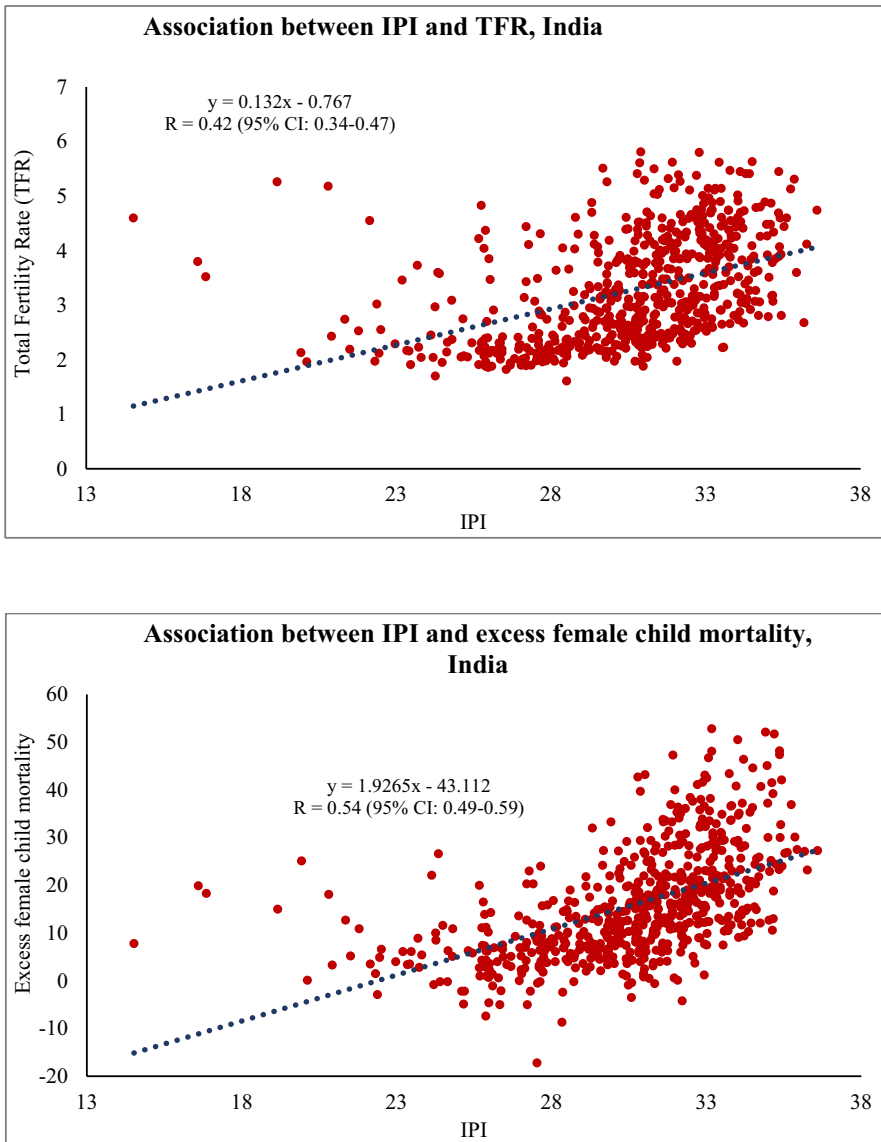 Association between IPI and TFR, India
y = 0.132x - 0.767
R = 0.42 (95% CI: 0.34-0.47)
Total Fertility Rate (TFR)
7
6
5
4
3
2
1
0
13 18 23 28 33 38
IPI
Association between IPI and excess female child mortality,
India
y = 1.9265x - 43.112
R = 0.54 (95% CI: 0.49-0.59)
Excess female child mortality
60
50
40
30
20
10
0
-10
-20
13 18 23 28 33 38
IPI